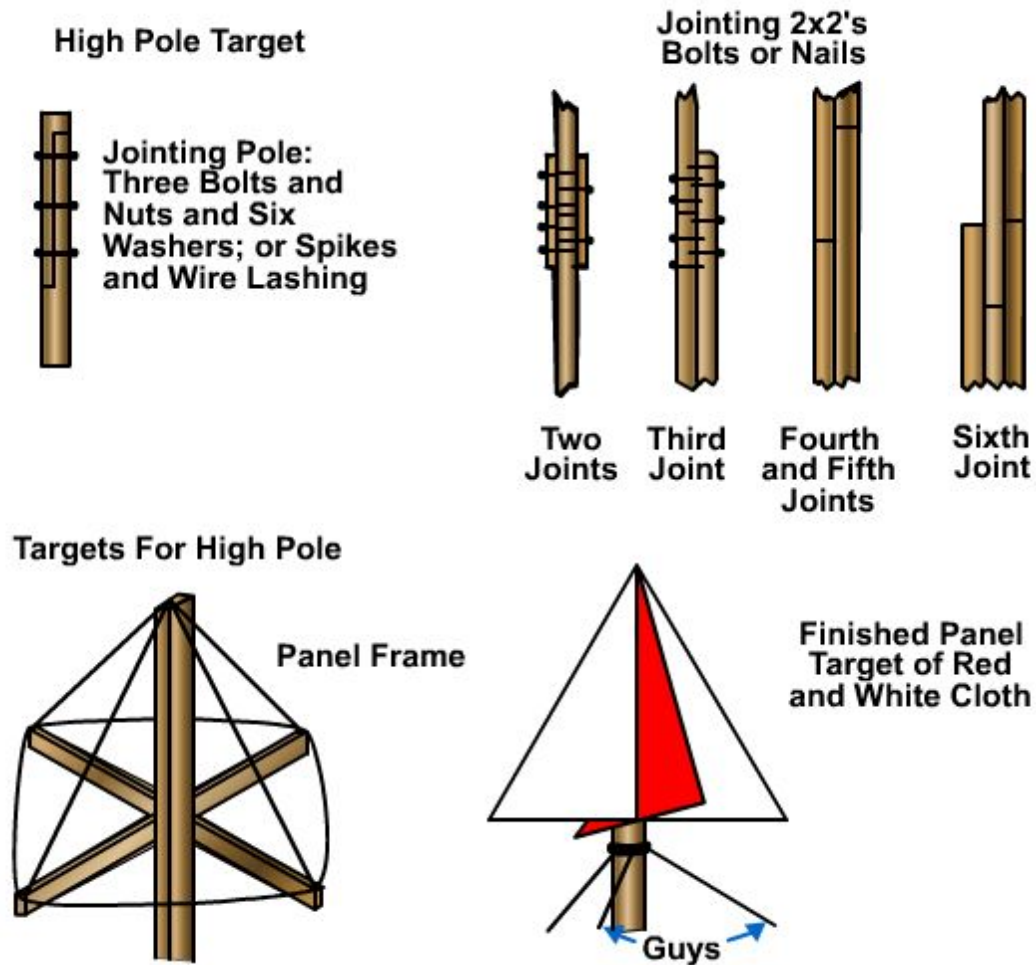 High Pole Target
Jointing Pole:
Three Bolts and
Nuts and Six
Washers; or Spikes
and Wire Lashing
Jointing 2x2's
Bolts or Nails
Two
Joints
Third
Joint
Fourth
and Fifth
Joints
Sixth
Joint
Targets For High Pole
Panel Frame
Finished Panel
Target of Red
and White Cloth
Guys